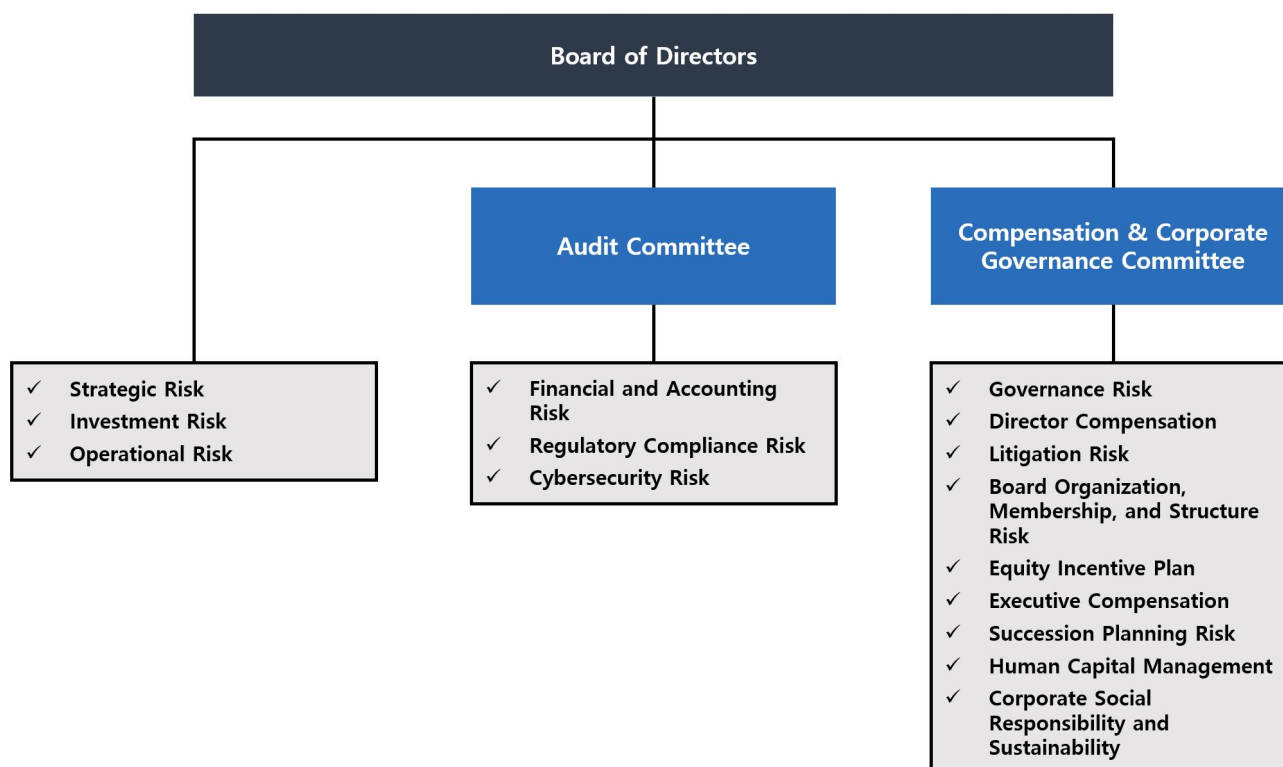 Board of Directors
Audit Committee
Compensation & Corporate
Governance Committee
✓ Strategic Risk
✓ Investment Risk
✓ Operational Risk
✓ Financial and Accounting
Risk
✓ Regulatory Compliance Risk
✓ Cybersecurity Risk
✓ Governance Risk
✓ Director Compensation
✓ Litigation Risk
✓ Board Organization,
Membership, and Structure
Risk
✓ Equity Incentive Plan
✓ Executive Compensation
✓ Succession Planning Risk
✓ Human Capital Management
✓ Corporate Social
Responsibility and
Sustainability